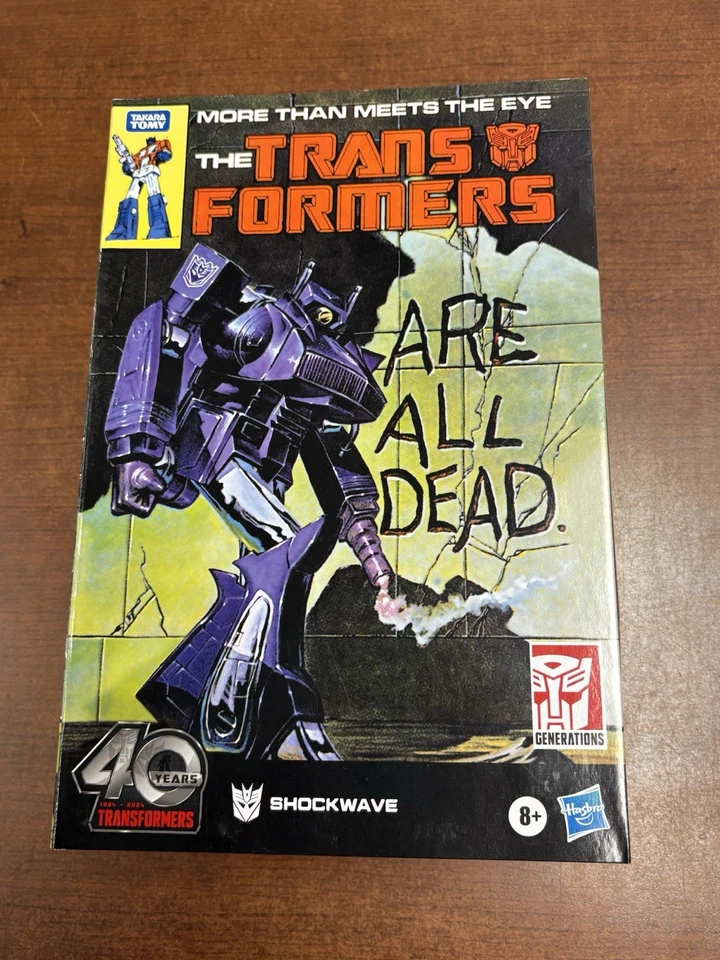 TAKARA
TOMY
MORE THAN MEETS THE EYE
THE TRANS
FORMERS
ARE
ALL
DEAD.
GENERATIONS
40
YEARS
1984 - 2024
TRANSFORMERS
SHOCKWAVE
8+
Hasbro